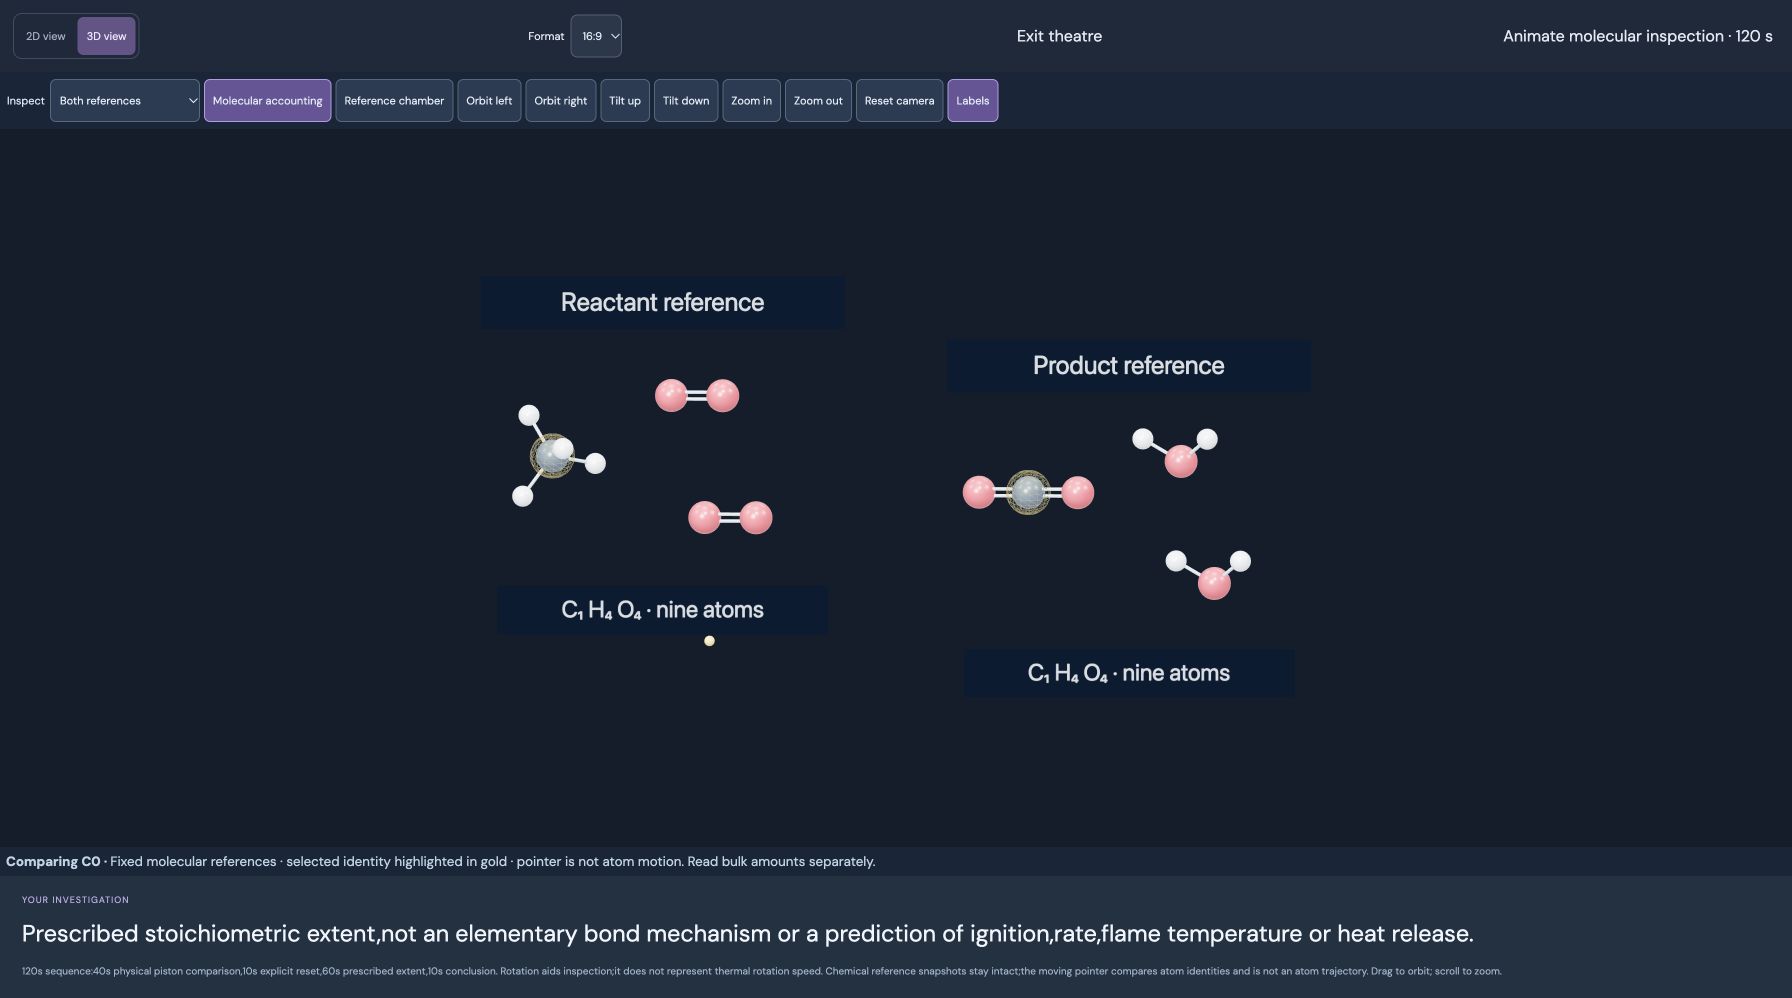 2D view 3D view Format 16:9 Exit theatre Animate molecular inspection · 120 s
Inspect Both references Molecular accounting Reference chamber Orbit left Orbit right Tilt up Tilt down Zoom in Zoom out Reset camera Labels
Reactant reference
Product reference
C₁ H₄ O₄ · nine atoms
C₁ H₄ O₄ · nine atoms
Comparing C0 · Fixed molecular references · selected identity highlighted in gold · pointer is not atom motion. Read bulk amounts separately.
YOUR INVESTIGATION
Prescribed stoichiometric extent,not an elementary bond mechanism or a prediction of ignition,rate,flame temperature or heat release.
120s sequence:40s physical piston comparison,10s explicit reset,60s prescribed extent,10s conclusion. Rotation aids inspection;it does not represent thermal rotation speed. Chemical reference snapshots stay intact;the moving pointer compares atom identities and is not an atom trajectory. Drag to orbit; scroll to zoom.